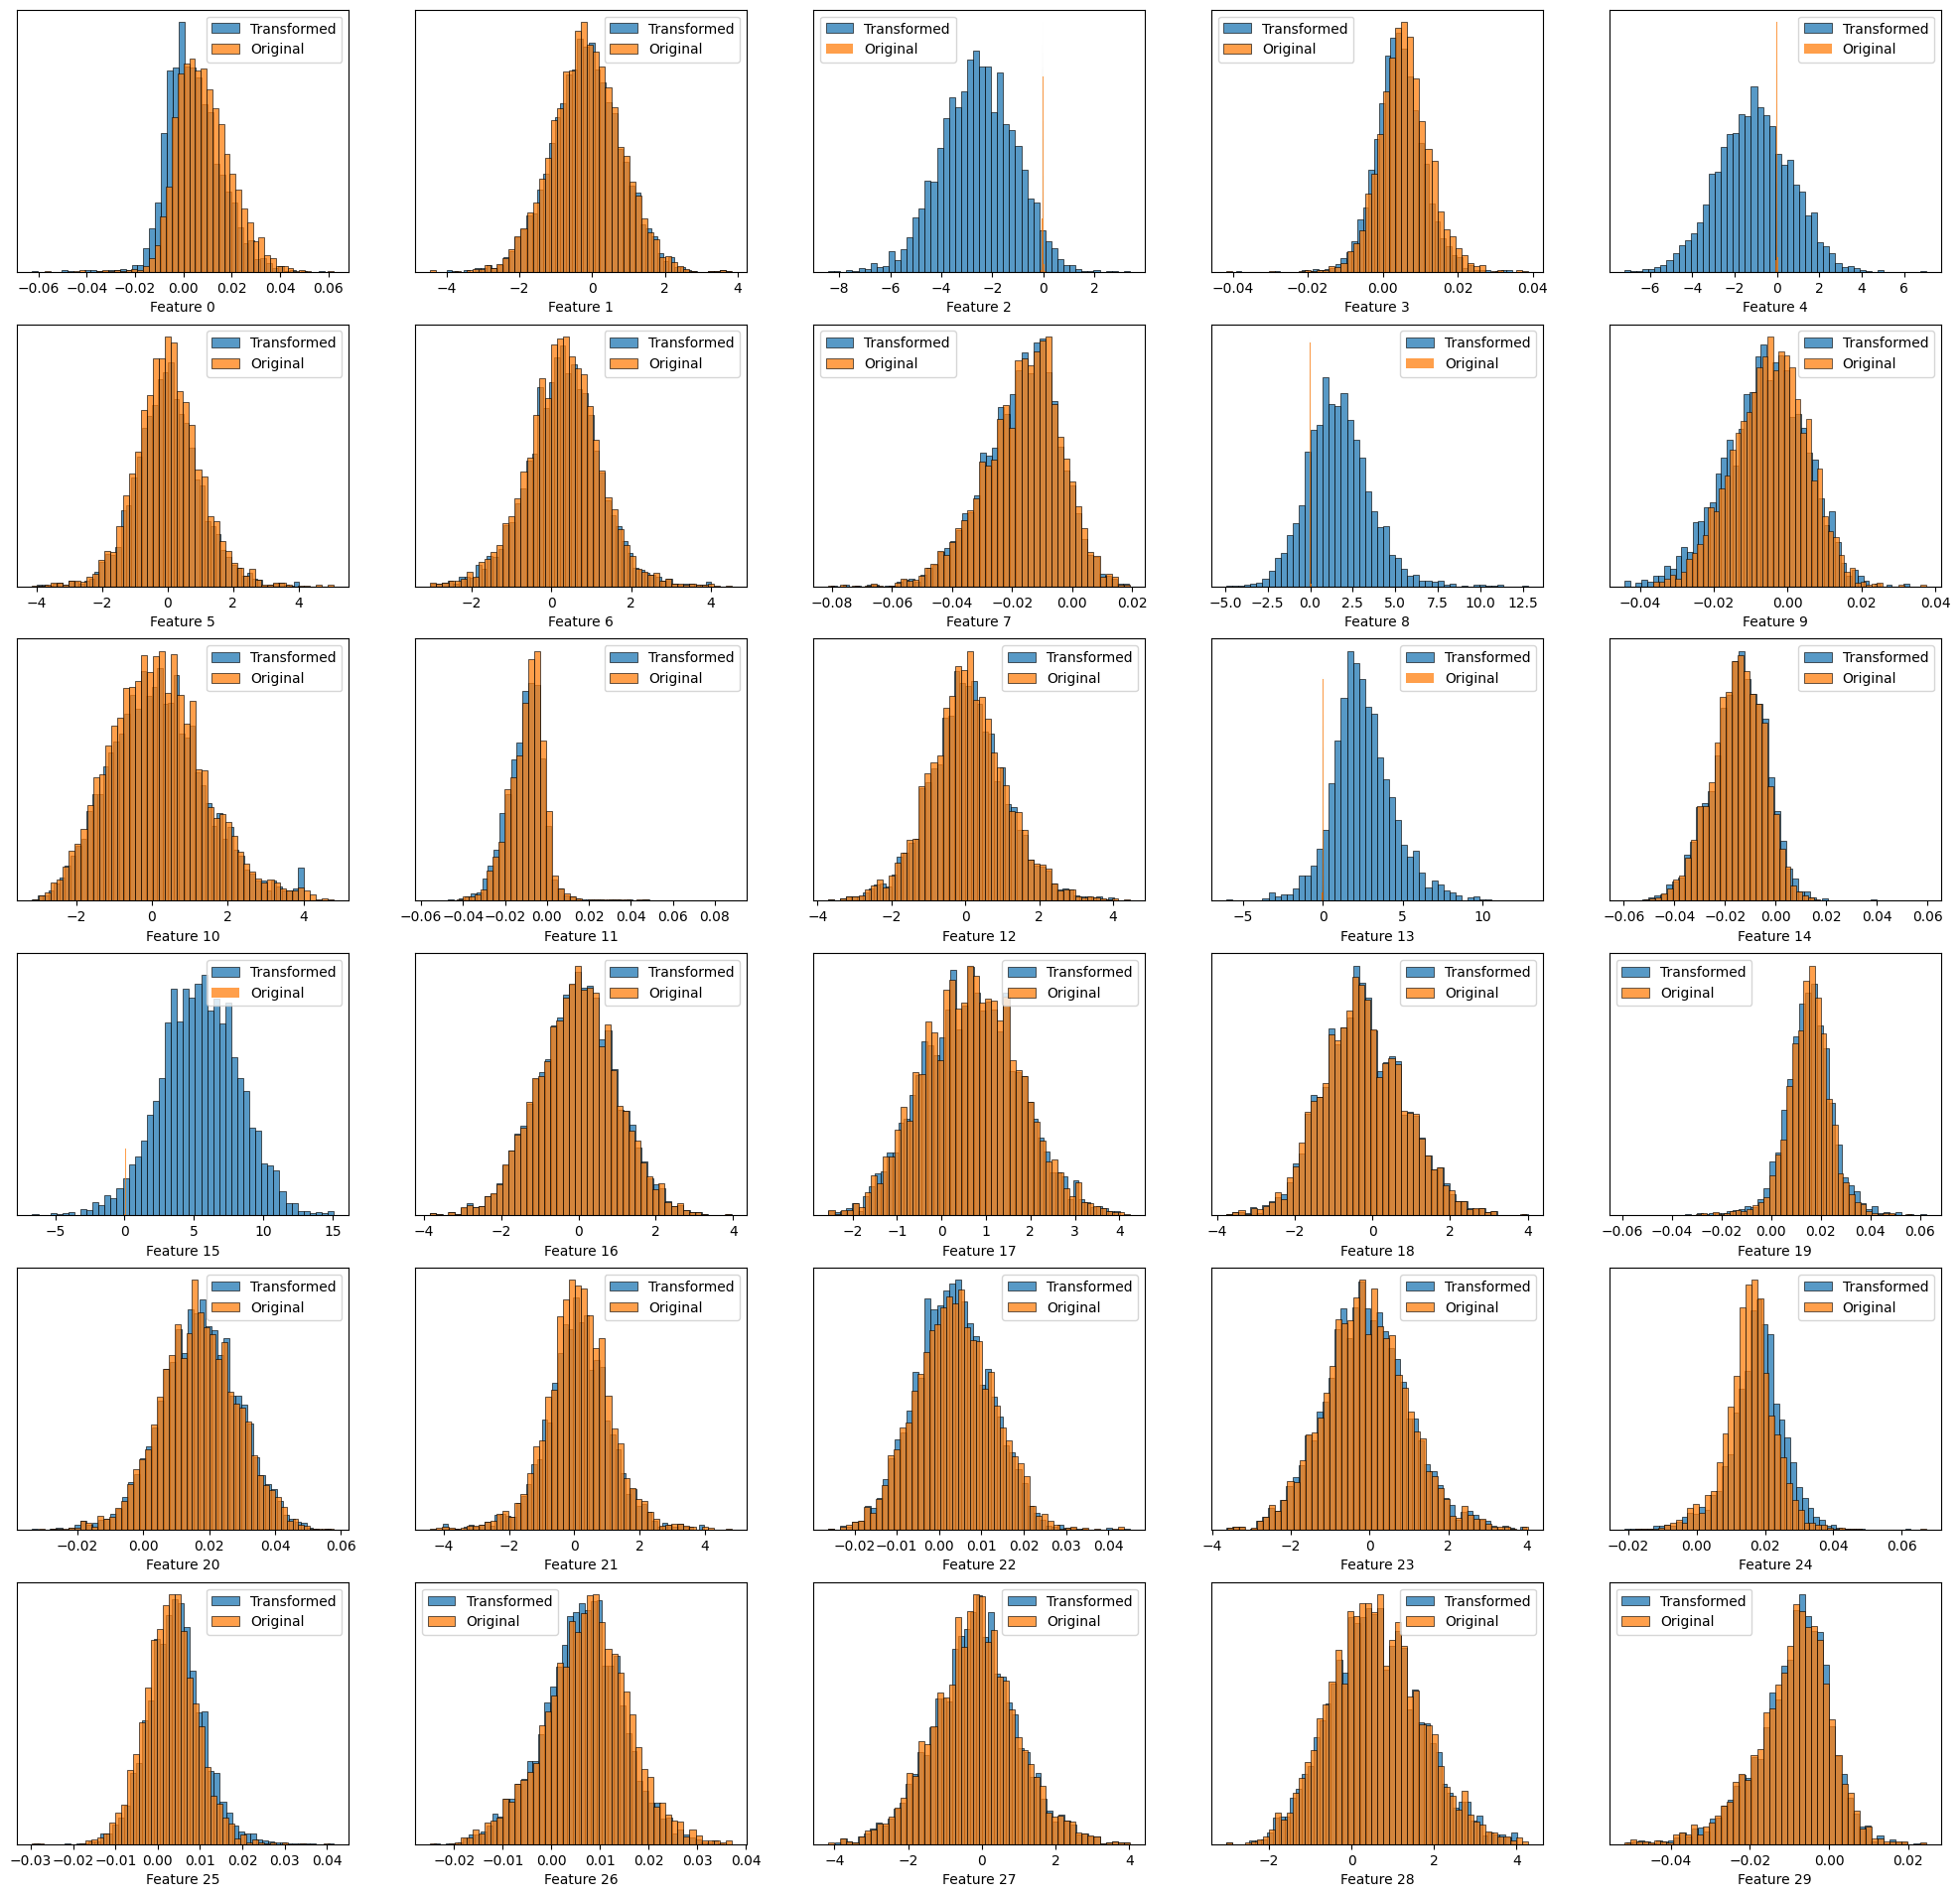 Transformed
Original
−0.06 −0.04 −0.02 0.00 0.02 0.04 0.06
Feature 0
Transformed
Original
−4 −2 0 2 4
Feature 1
Transformed
Original
−8 −6 −4 −2 0 2
Feature 2
Transformed
Original
−0.04 −0.02 0.00 0.02 0.04
Feature 3
Transformed
Original
−6 −4 −2 0 2 4 6
Feature 4
Transformed
Original
−4 −2 0 2 4
Feature 5
Transformed
Original
−2 0 2 4
Feature 6
Transformed
Original
−0.08 −0.06 −0.04 −0.02 0.00 0.02
Feature 7
Transformed
Original
−5.0 −2.5 0.0 2.5 5.0 7.5 10.0 12.5
Feature 8
Transformed
Original
−0.04 −0.02 0.00 0.02 0.04
Feature 9
Transformed
Original
−2 0 2 4
Feature 10
Transformed
Original
−0.06 −0.04 −0.02 0.00 0.02 0.04 0.06 0.08
Feature 11
Transformed
Original
−4 −2 0 2 4
Feature 12
Transformed
Original
−5 0 5 10
Feature 13
Transformed
Original
−0.06 −0.04 −0.02 0.00 0.02 0.04 0.06
Feature 14
Transformed
Original
−5 0 5 10 15
Feature 15
Transformed
Original
−4 −2 0 2 4
Feature 16
Transformed
Original
−2 −1 0 1 2 3 4
Feature 17
Transformed
Original
−4 −2 0 2 4
Feature 18
Transformed
Original
−0.06 −0.04 −0.02 0.00 0.02 0.04 0.06
Feature 19
Transformed
Original
−0.02 0.00 0.02 0.04 0.06
Feature 20
Transformed
Original
−4 −2 0 2 4
Feature 21
Transformed
Original
−0.02 −0.01 0.00 0.01 0.02 0.03 0.04
Feature 22
Transformed
Original
−4 −2 0 2 4
Feature 23
Transformed
Original
−0.02 0.00 0.02 0.04 0.06
Feature 24
Transformed
Original
−0.03 −0.02 −0.01 0.00 0.01 0.02 0.03 0.04
Feature 25
Transformed
Original
−0.02 −0.01 0.00 0.01 0.02 0.03 0.04
Feature 26
Transformed
Original
−4 −2 0 2 4
Feature 27
Transformed
Original
−2 0 2 4
Feature 28
Transformed
Original
−0.04 −0.02 0.00 0.02
Feature 29